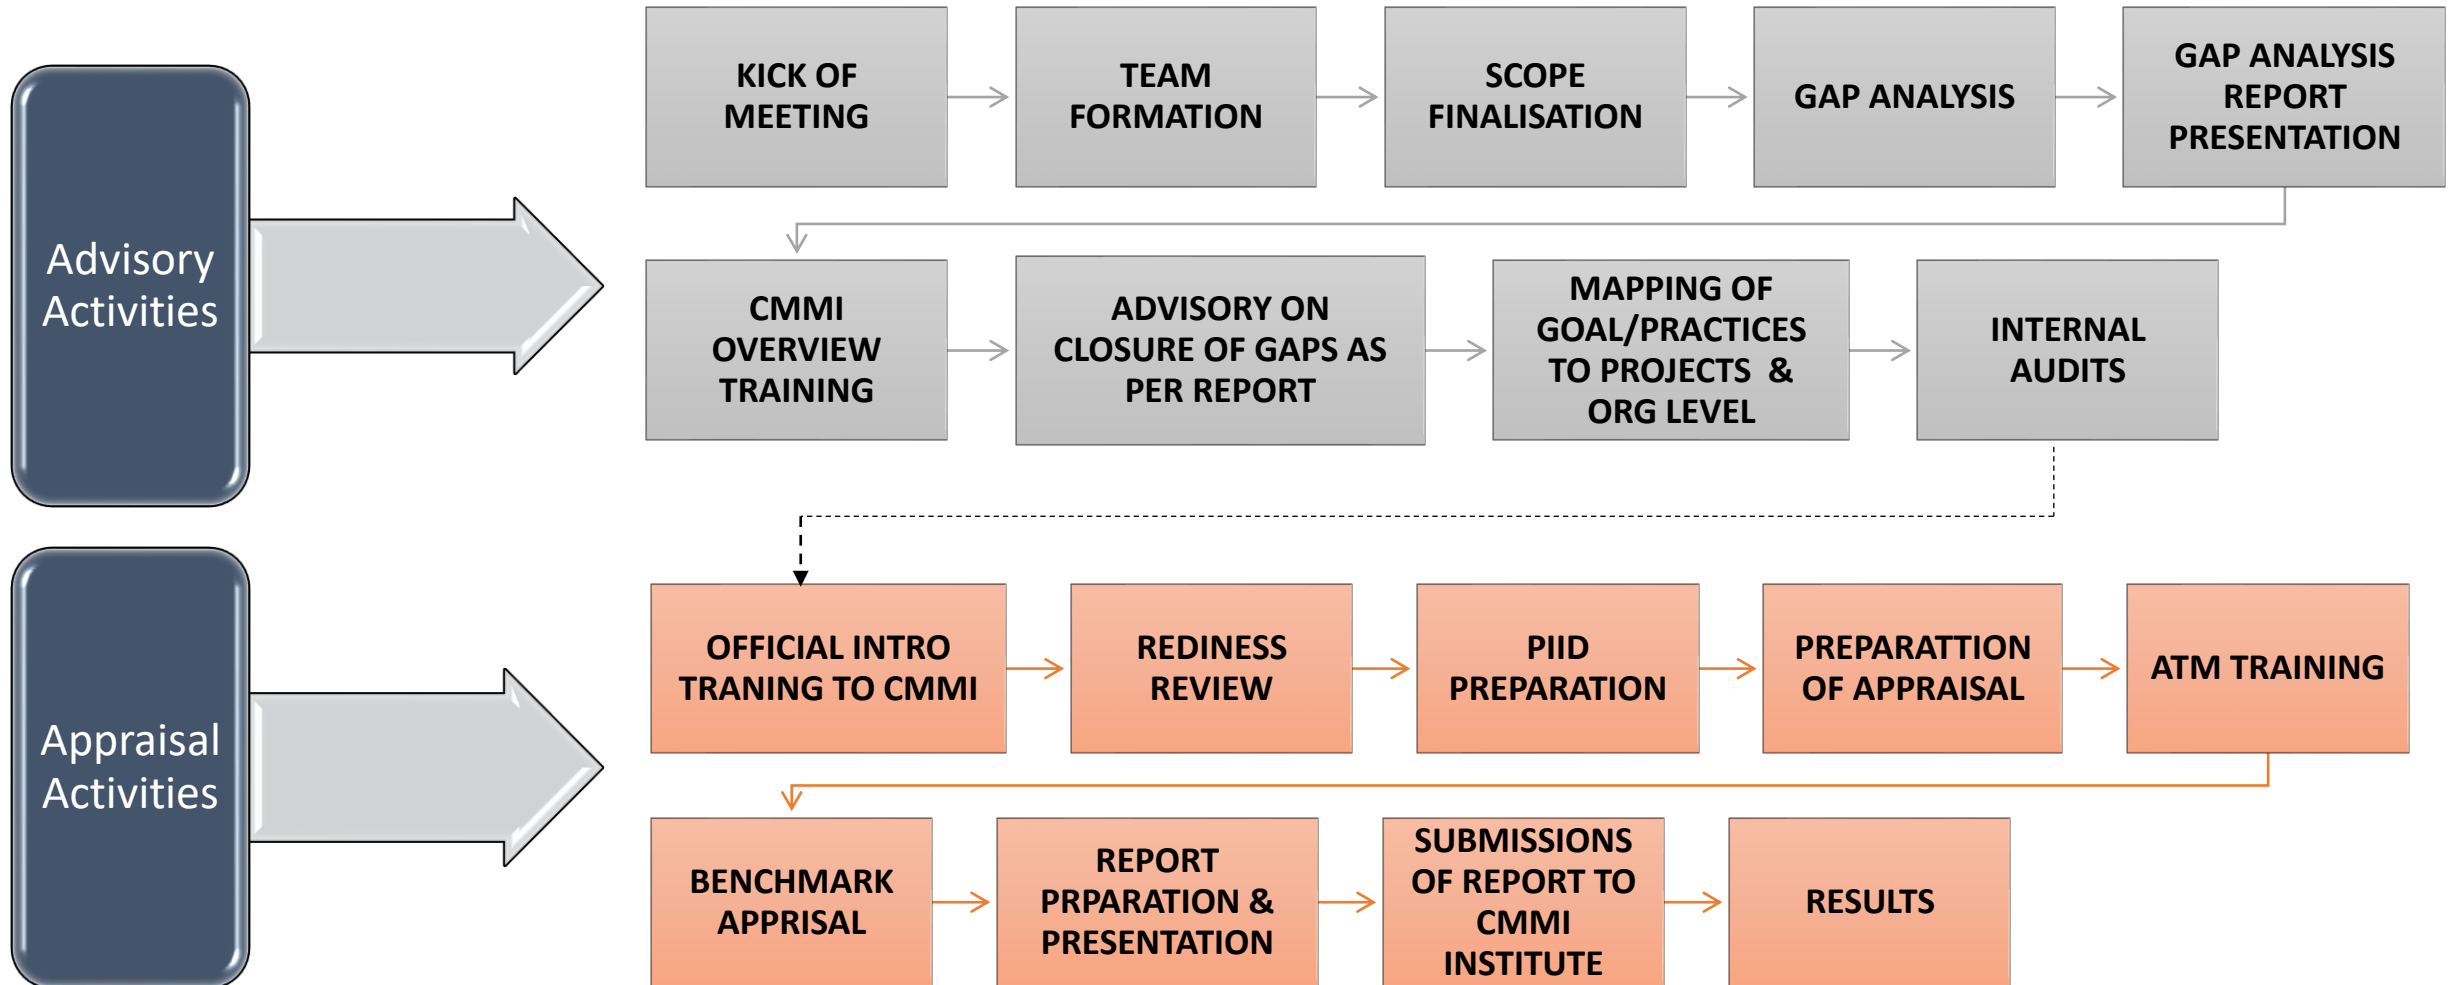 Advisory
Activities
KICK OF
MEETING
TEAM
FORMATION
SCOPE
FINALISATION
GAP ANALYSIS
GAP ANALYSIS
REPORT
PRESENTATION
CMMI
OVERVIEW
TRAINING
ADVISORY ON
CLOSURE OF GAPS AS
PER REPORT
MAPPING OF
GOAL/PRACTICES
TO PROJECTS &
ORG LEVEL
INTERNAL
AUDITS
Appraisal
Activities
OFFICIAL INTRO
TRANING TO CMMI
REDINESS
REVIEW
PIID
PREPARATION
PREPARATTION
OF APPRAISAL
ATM TRAINING
BENCHMARK
APPRISAL
REPORT
PRPARATION &
PRESENTATION
SUBMISSIONS
OF REPORT TO
CMMI
INSTITUTE
RESULTS